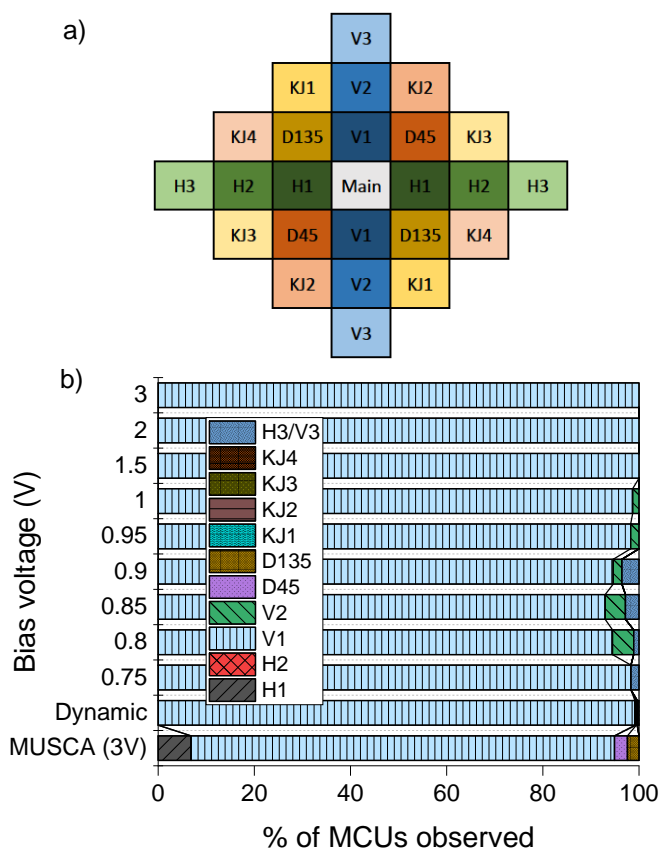 a)
V3
KJ1 V2 KJ2
KJ4 D135 V1 D45 KJ3
H3 H2 H1 Main H1 H2 H3
KJ3 D45 V1 D135 KJ4
KJ2 V2 KJ1
V3
b)
Bias voltage (V)
3
2
1.5
1
0.95
0.9
0.85
0.8
0.75
Dynamic
MUSCA (3V)
H3/V3
KJ4
KJ3
KJ2
KJ1
D135
D45
V2
V1
H2
H1
0 20 40 60 80 100
% of MCUs observed